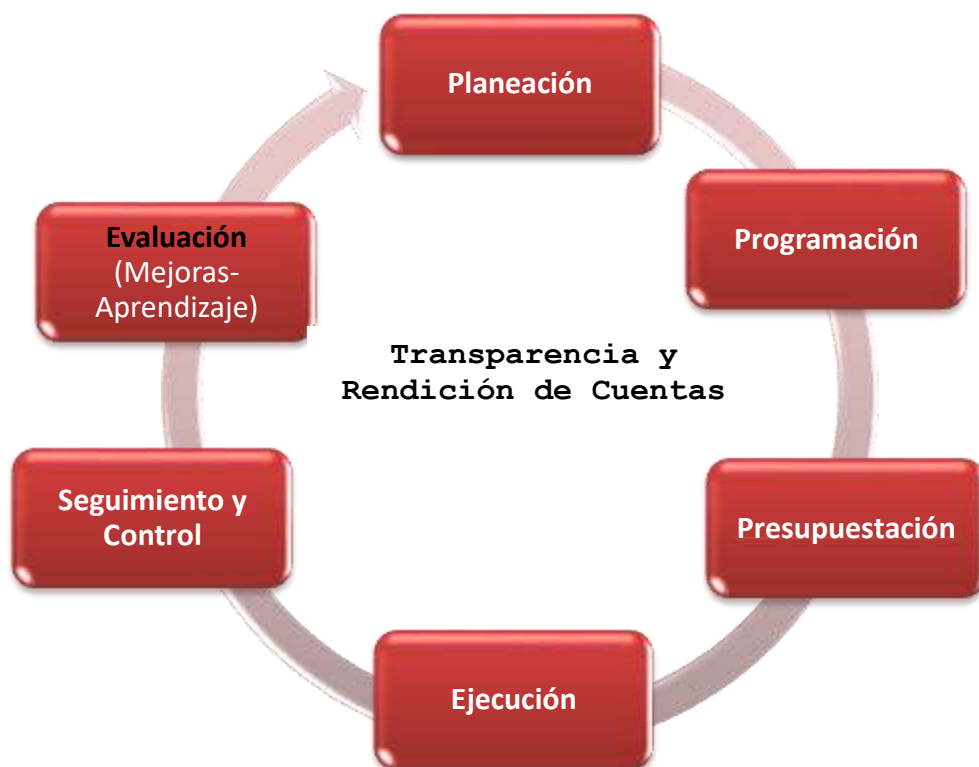 Planeación
Programación
Presupuestación
Ejecución
Seguimiento y
Control
Evaluación
(Mejoras-
Aprendizaje)
Transparencia y
Rendición de Cuentas